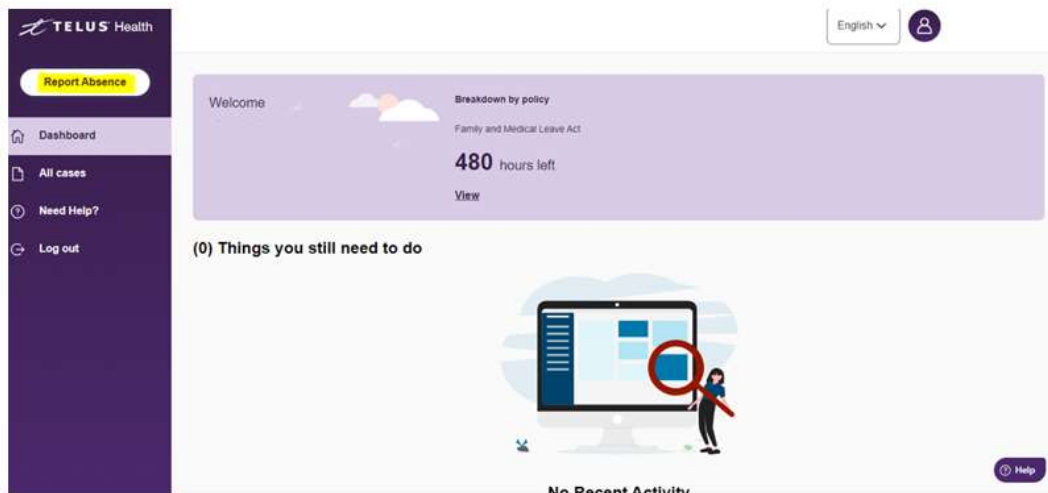 TELUS Health
English
Report Absence
Welcome
Breakdown by policy
Family and Medical Leave Act
480 hours left
View
Dashboard
All cases
Need Help?
Log out
(0) Things you still need to do
No Recent Activity
Help